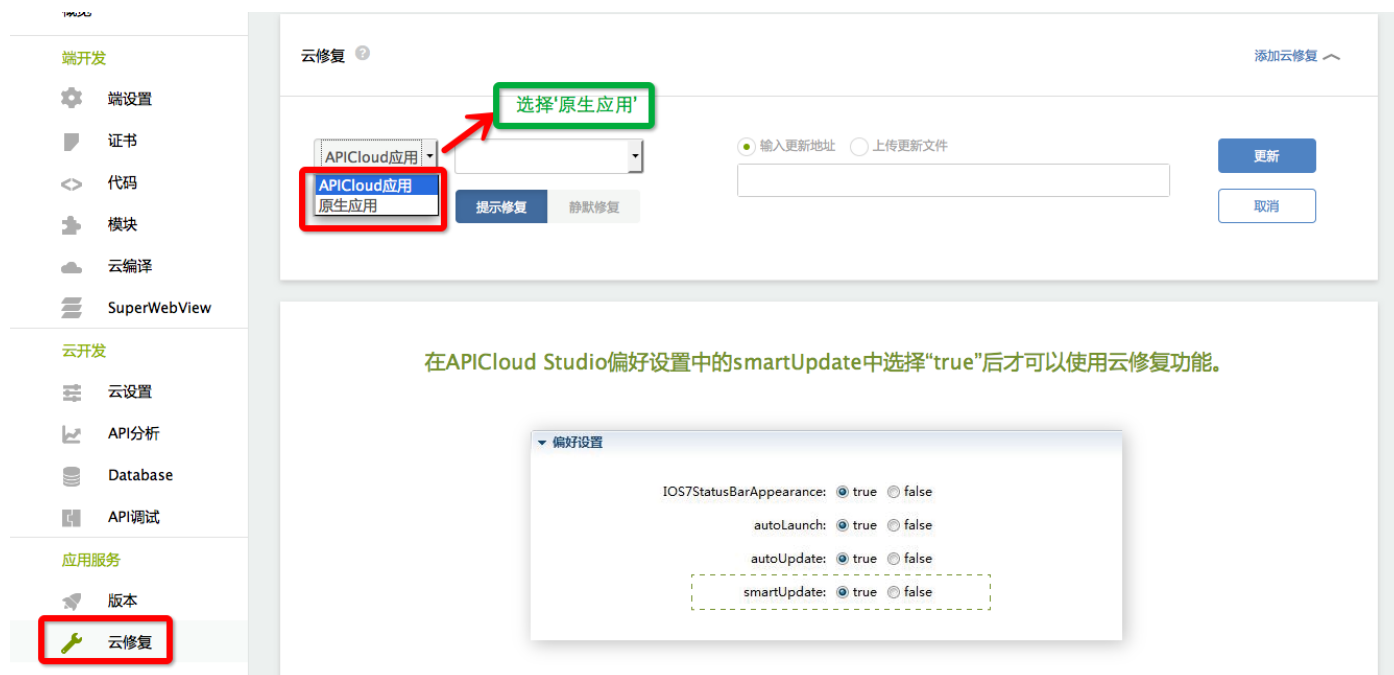 概览
端开发
端设置
证书
代码
模块
云编译
SuperWebView
云开发
云设置
API分析
Database
API调试
应用服务
版本
云修复
云修复 ?
添加云修复
选择'原生应用'
APICloud应用
APICloud应用
原生应用
提示修复 静默修复
输入更新地址 上传更新文件
更新
取消
在APICloud Studio偏好设置中的smartUpdate中选择“true”后才可以使用云修复功能。
偏好设置
IOS7StatusBarAppearance: true false
autoLaunch: true false
autoUpdate: true false
smartUpdate: true false